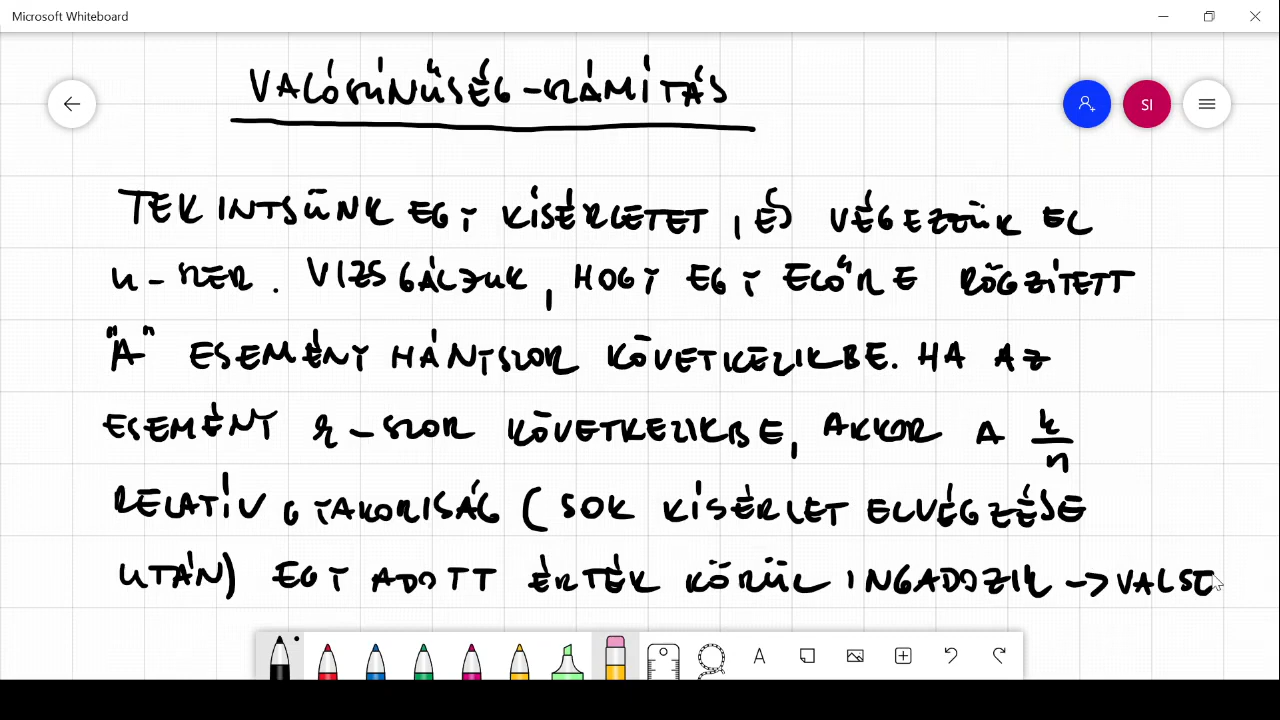 Microsoft Whiteboard
VALÓSZÍNŰSÉG-SZÁMÍTÁS
SI
TEKINTSÜNK EGY KÍSÉRLETET, ÉS VÉGEZZÜK EL
n-SZER. VIZSGÁLJUK, HOGY EGY ELŐRE RÖGZÍTETT
"A" ESEMÉNY HÁNYSZOR KÖVETKEZIK BE. HA AZ
ESEMÉNY k-SZOR KÖVETKEZIK BE, AKKOR A k/n
RELATÍV GYAKORISÁG (SOK KÍSÉRLET ELVÉGZÉSE
UTÁN) EGY ADOTT ÉRTÉK KÖRÜL INGADOZIK → VALSZ
A